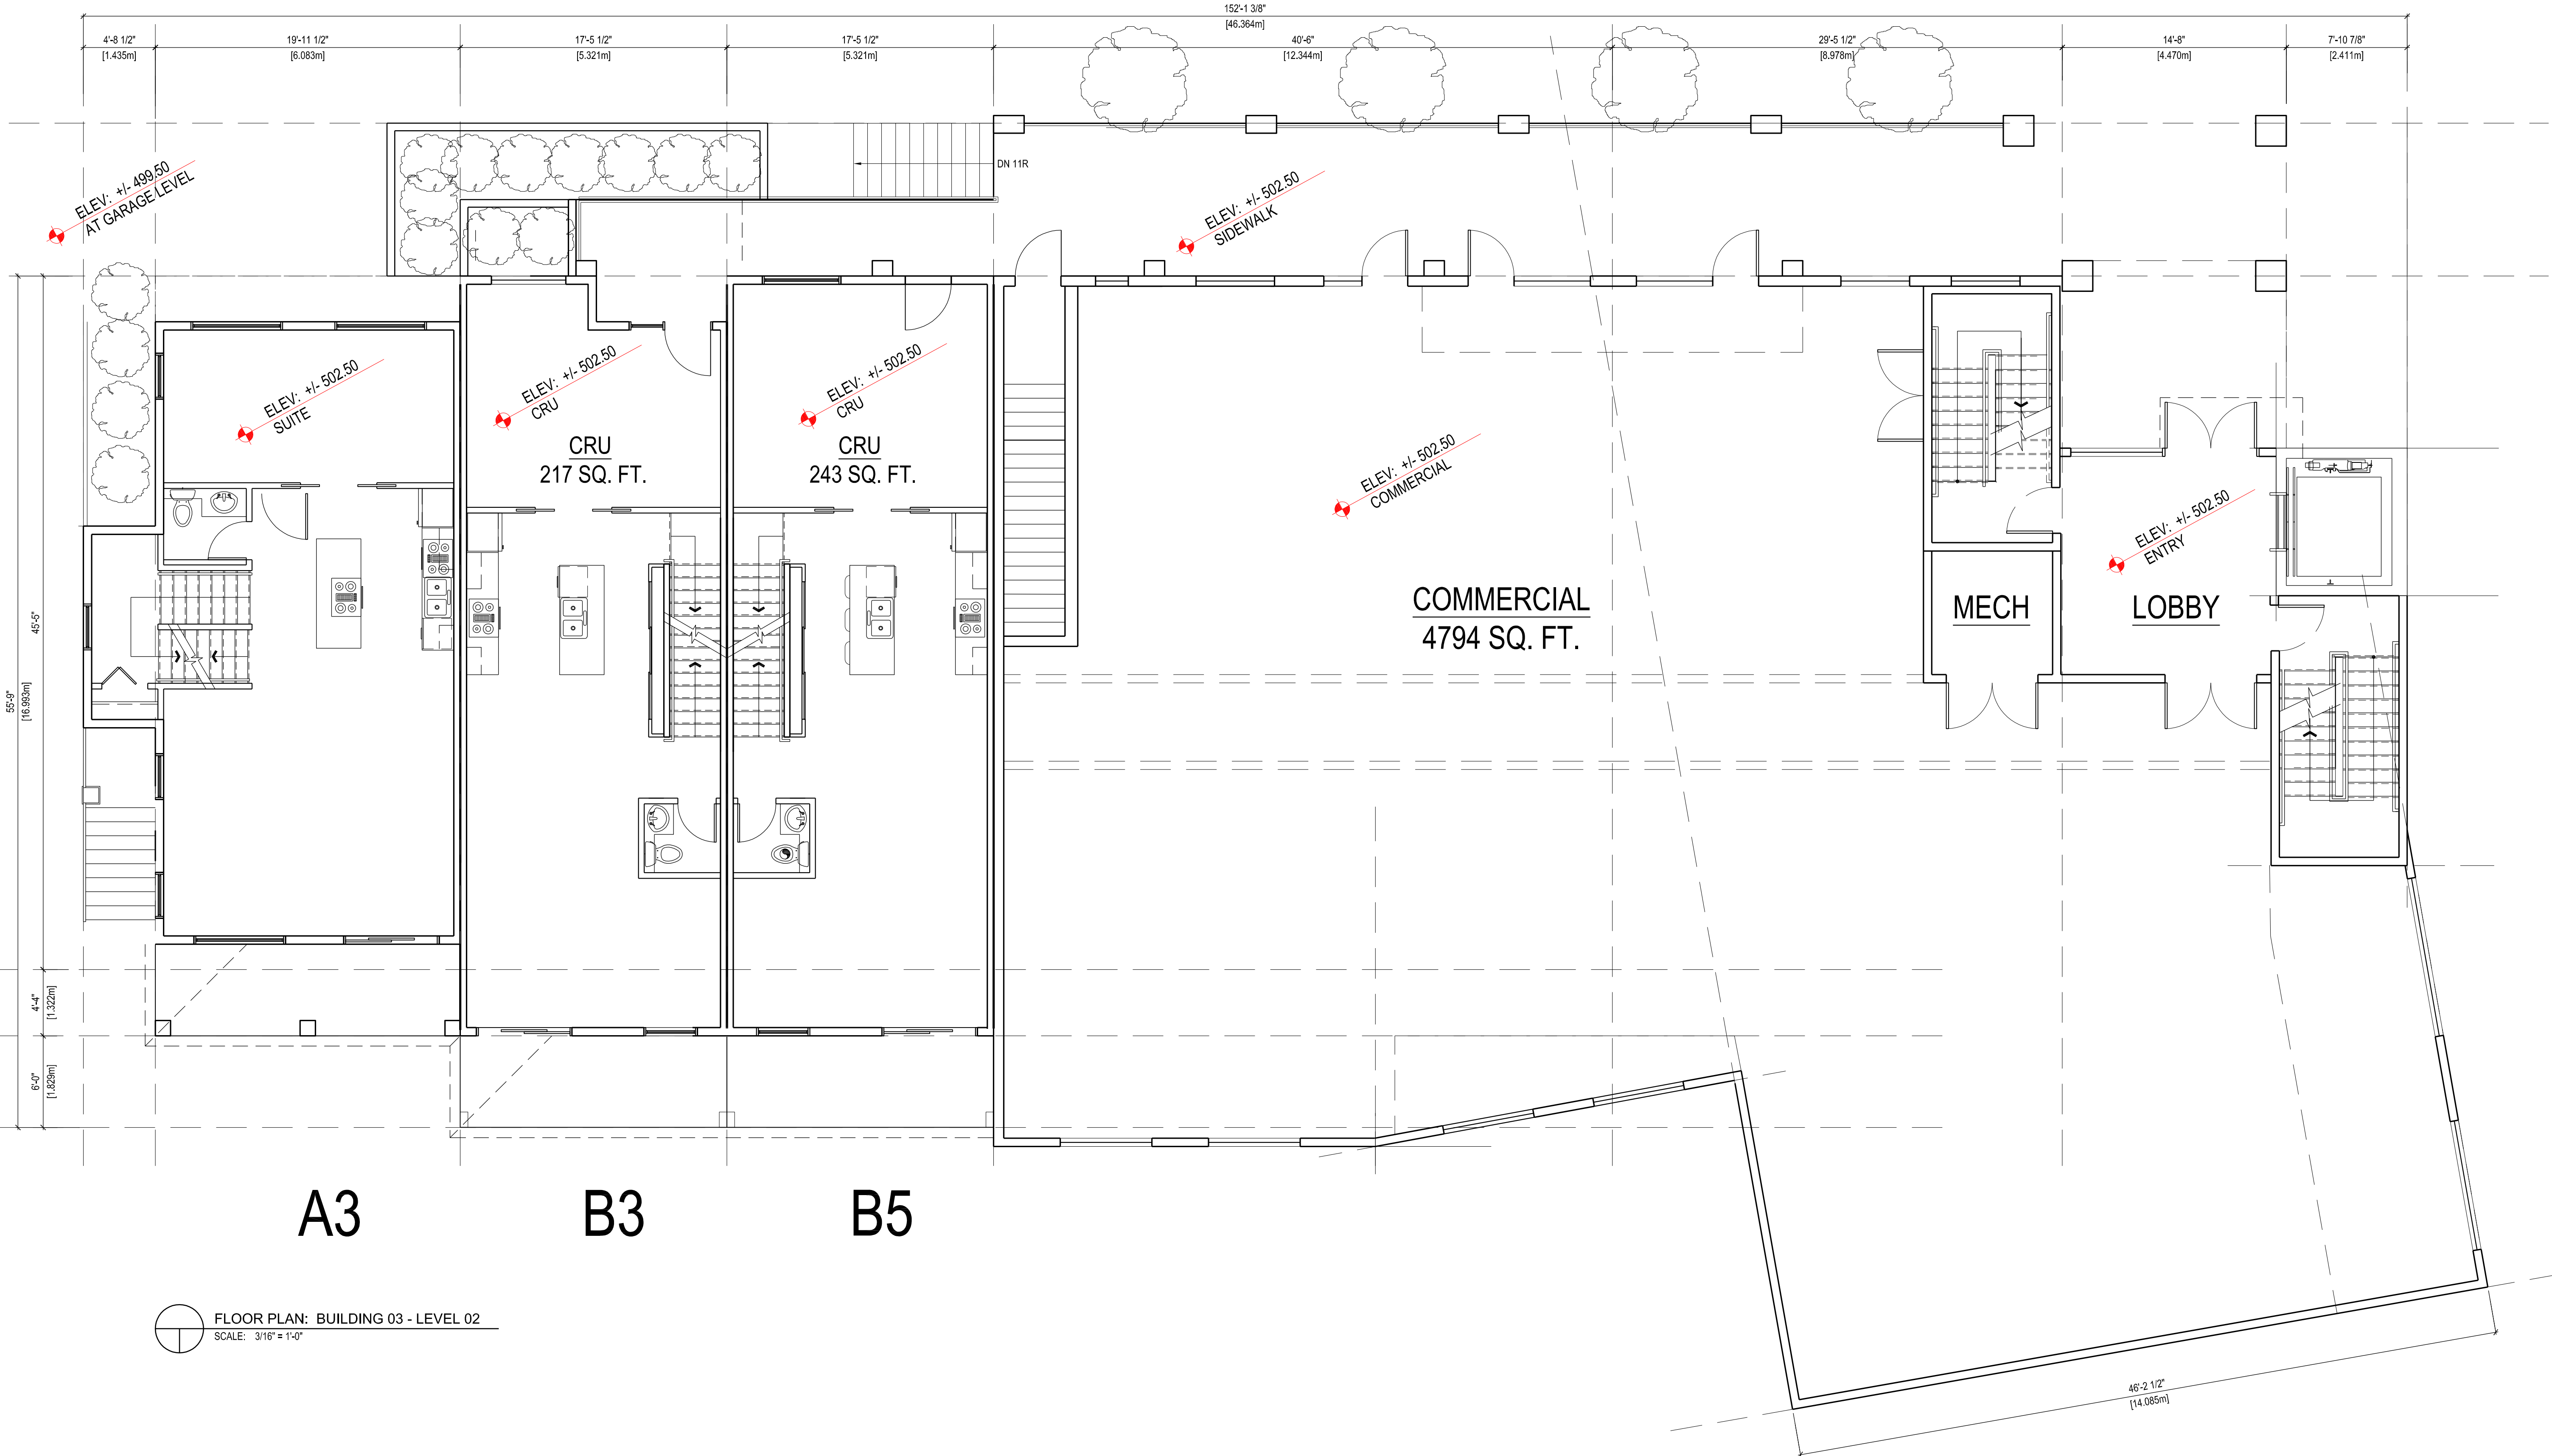 152'-1 3/8"
[46.364m]
4'-8 1/2"
[1.435m]
19'-11 1/2"
[6.083m]
17'-5 1/2"
[5.321m]
17'-5 1/2"
[5.321m]
40'-6"
[12.344m]
29'-5 1/2"
[8.978m]
14'-8"
[4.470m]
7'-10 7/8"
[2.411m]
DN 11R
ELEV: +/- 499.50
AT GARAGE LEVEL
ELEV: +/- 502.50
SIDEWALK
ELEV: +/- 502.50
SUITE
ELEV: +/- 502.50
CRU
ELEV: +/- 502.50
CRU
CRU
217 SQ. FT.
CRU
243 SQ. FT.
ELEV: +/- 502.50
COMMERCIAL
ELEV: +/- 502.50
ENTRY
COMMERCIAL
4794 SQ. FT.
MECH
LOBBY
45'-5"
55'-9"
[16.993m]
4'-4"
[1.322m]
6'-0"
[1.829m]
A3
B3
B5
FLOOR PLAN: BUILDING 03 - LEVEL 02
SCALE: 3/16" = 1'-0"
46'-2 1/2"
[14.085m]